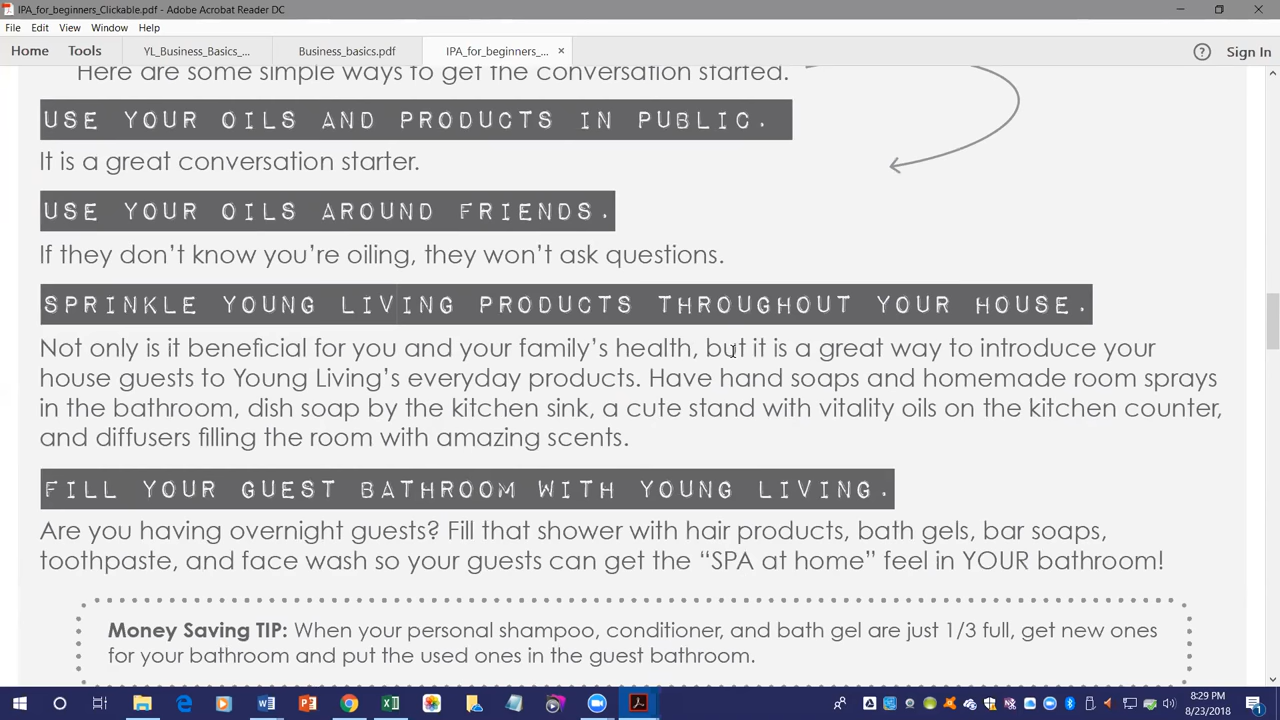 IPA_for_beginners_Clickable.pdf - Adobe Acrobat Reader DC
File Edit View Window Help
Home Tools YL_Business_Basics_... Business_basics.pdf IPA_for_beginners_... × ? Sign In
Here are some simple ways to get the conversation started.
USE YOUR OILS AND PRODUCTS IN PUBLIC.
It is a great conversation starter.
USE YOUR OILS AROUND FRIENDS.
If they don't know you're oiling, they won't ask questions.
SPRINKLE YOUNG LIVING PRODUCTS THROUGHOUT YOUR HOUSE.
Not only is it beneficial for you and your family's health, but it is a great way to introduce your
house guests to Young Living's everyday products. Have hand soaps and homemade room sprays
in the bathroom, dish soap by the kitchen sink, a cute stand with vitality oils on the kitchen counter,
and diffusers filling the room with amazing scents.
FILL YOUR GUEST BATHROOM WITH YOUNG LIVING.
Are you having overnight guests? Fill that shower with hair products, bath gels, bar soaps,
toothpaste, and face wash so your guests can get the “SPA at home” feel in YOUR bathroom!
Money Saving TIP: When your personal shampoo, conditioner, and bath gel are just 1/3 full, get new ones
for your bathroom and put the used ones in the guest bathroom.
8:29 PM
8/23/2018